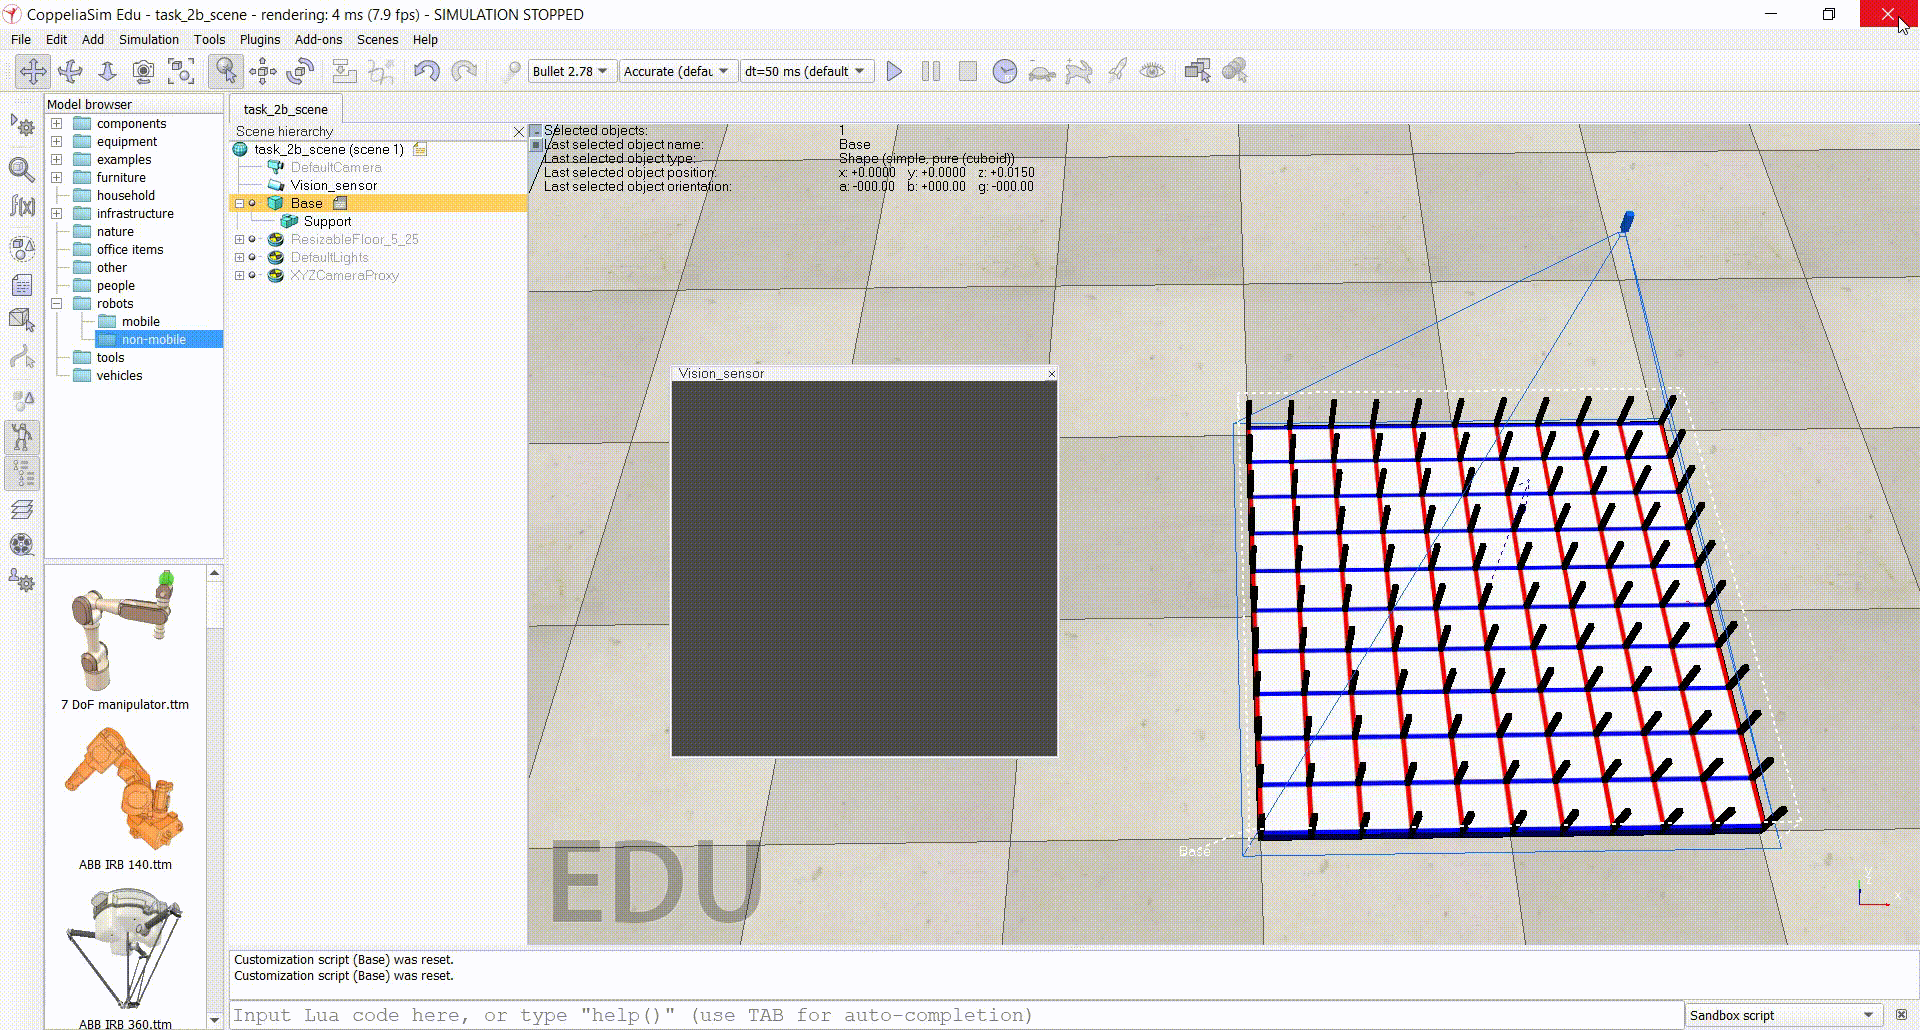 CoppeliaSim Edu - task_2b_scene - rendering: 4 ms (7.9 fps) - SIMULATION STOPPED
File Edit Add Simulation Tools Plugins Add-ons Scenes Help
f(x)
Bullet 2.78
Accurate (defau
dt=50 ms (default
Model browser
components
equipment
examples
furniture
household
infrastructure
nature
office items
other
people
robots
mobile
non-mobile
tools
vehicles
7 DoF manipulator.ttm
ABB IRB 140.ttm
ABB IRB 360.ttm
task_2b_scene
Scene hierarchy
task_2b_scene (scene 1)
DefaultCamera
Vision_sensor
Base
Support
ResizableFloor_5_25
DefaultLights
XYZCameraProxy
Selected objects: 1
Last selected object name: Base
Last selected object type: Shape (simple, pure (cuboid))
Last selected object position: x: +0.0000 y: +0.0000 z: +0.0150
Last selected object orientation: a: -000.00 b: +000.00 g: -000.00
Vision_sensor
Base
EDU
Customization script (Base) was reset.
Customization script (Base) was reset.
Input Lua code here, or type "help()" (use TAB for auto-completion)
Sandbox script